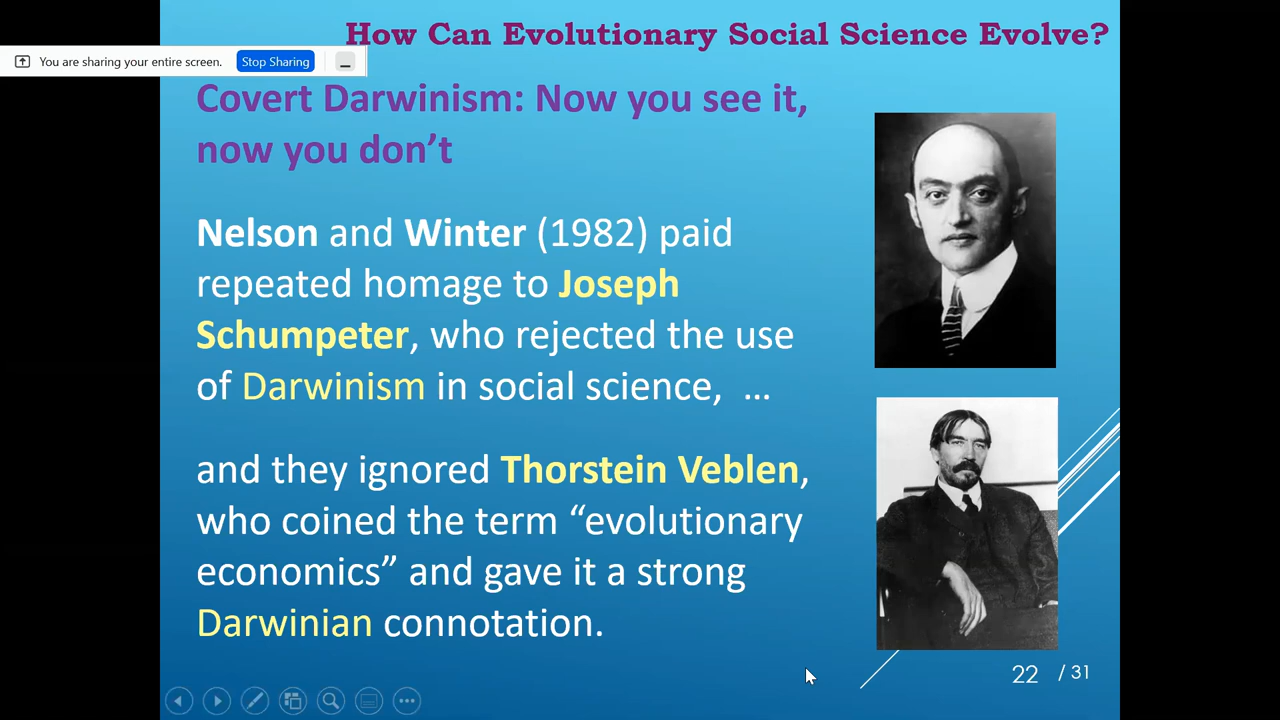 How Can Evolutionary Social Science Evolve?
You are sharing your entire screen.
Stop Sharing
Covert Darwinism: Now you see it,
now you don’t
Nelson and Winter (1982) paid
repeated homage to Joseph
Schumpeter, who rejected the use
of Darwinism in social science, …
and they ignored Thorstein Veblen,
who coined the term “evolutionary
economics” and gave it a strong
Darwinian connotation.
22 / 31